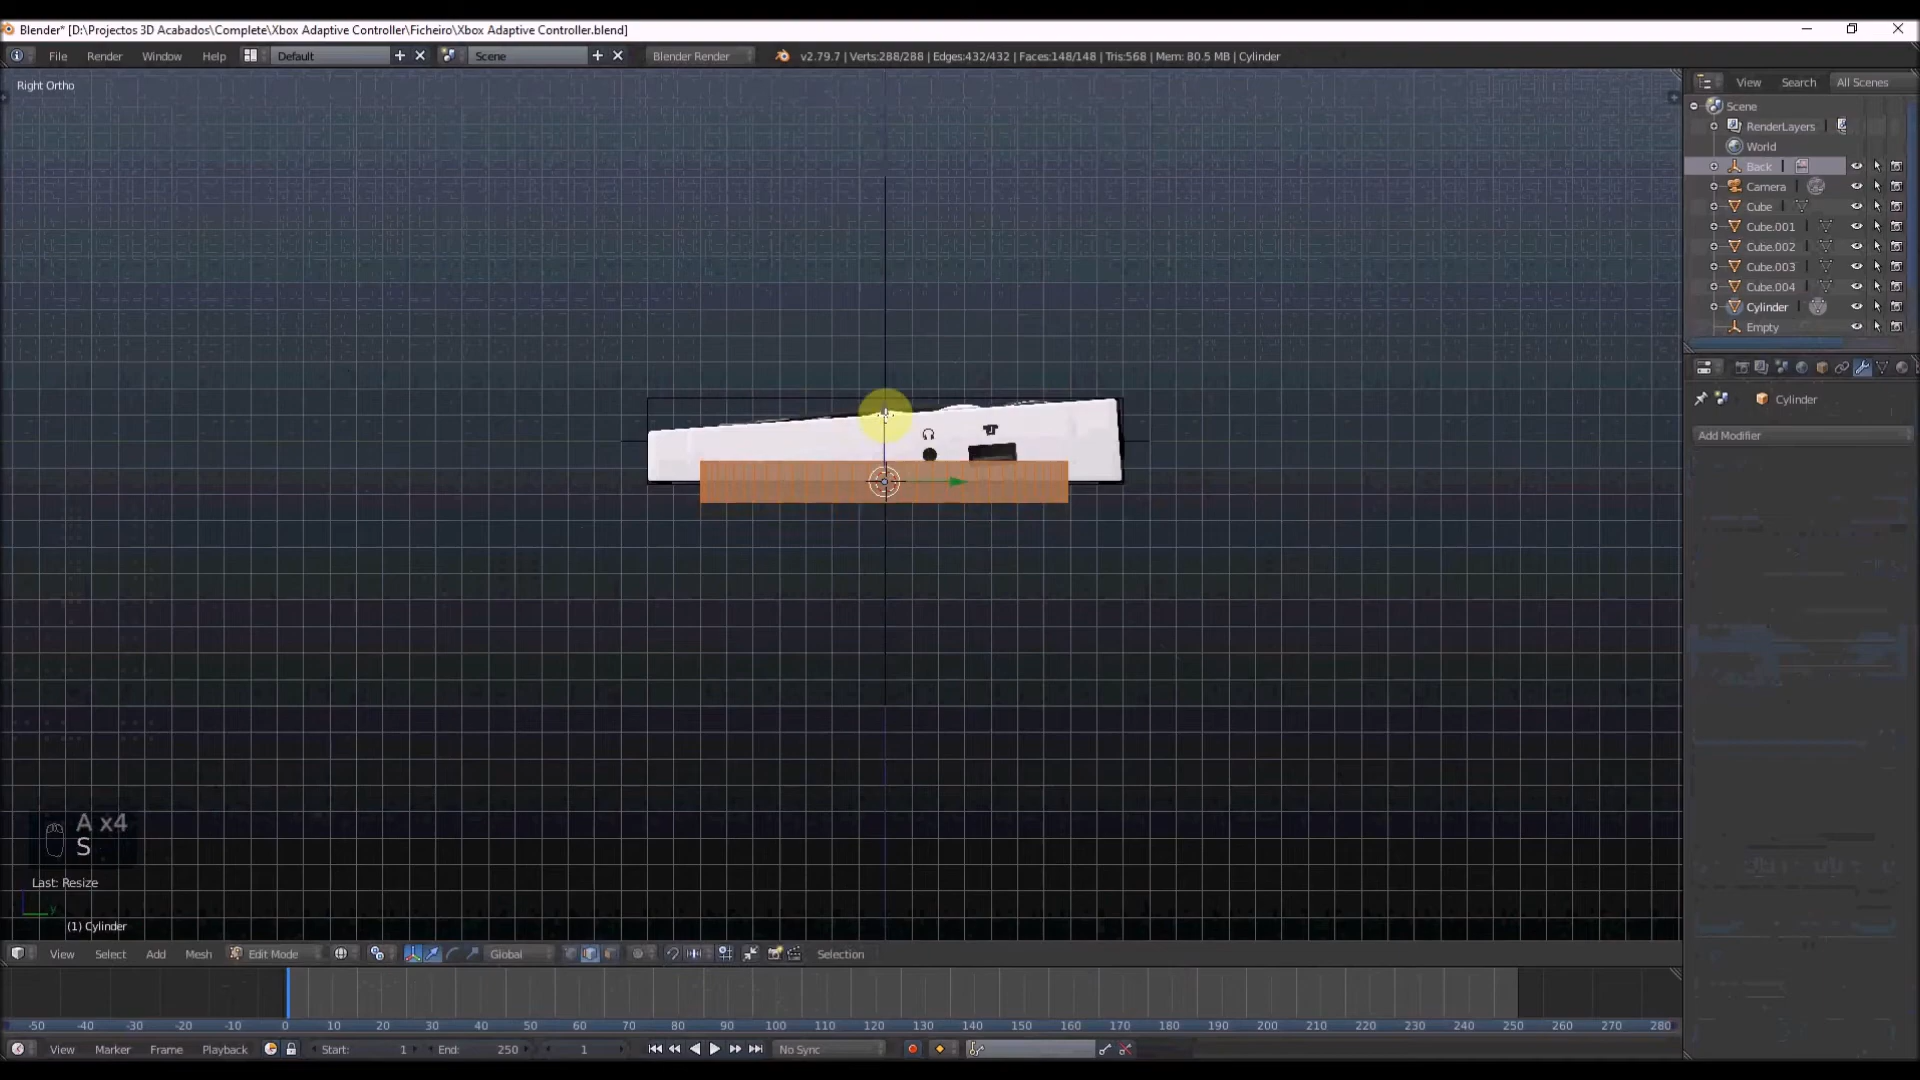 Blender* [D:\Projectos 3D Acabados\Complete\Xbox Adaptive Controller\Ficheiro\Xbox Adaptive Controller.blend]
File Render Window Help Default Scene Blender Render v2.79.7 | Verts:288/288 | Edges:432/432 | Faces:148/148 | Tris:568 | Mem: 80.5 MB | Cylinder
Right Ortho
View Search All Scenes
Scene
RenderLayers
World
Back
Camera
Cube
Cube.001
Cube.002
Cube.003
Cube.004
Cylinder
Empty
Cylinder
Add Modifier
A x4
S
Last: Resize
y
(1) Cylinder
View Select Add Mesh Edit Mode Global Selection
-50 -40 -30 -20 -10 0 10 20 30 40 50 60 70 80 90 100 110 120 130 140 150 160 170 180 190 200 210 220 230 240 250 260 270 280
View Marker Frame Playback Start: 1 End: 250 1 No Sync